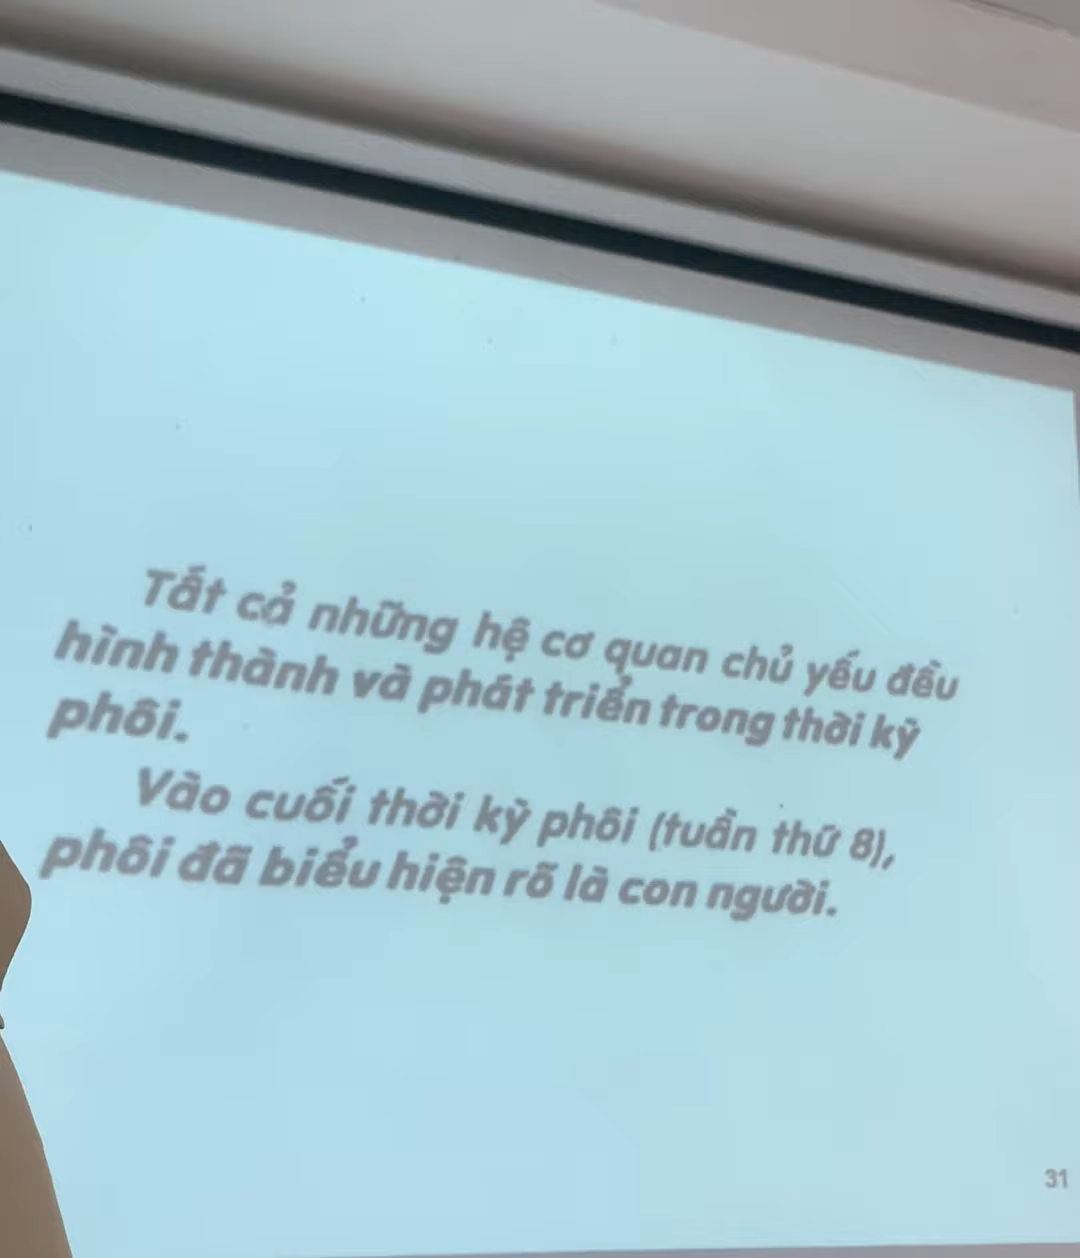 Tất cả những hệ cơ quan chủ yếu đều
hình thành và phát triển trong thời kỳ
phôi.
Vào cuối thời kỳ phôi (tuần thứ 8),
phôi đã biểu hiện rõ là con người.
31